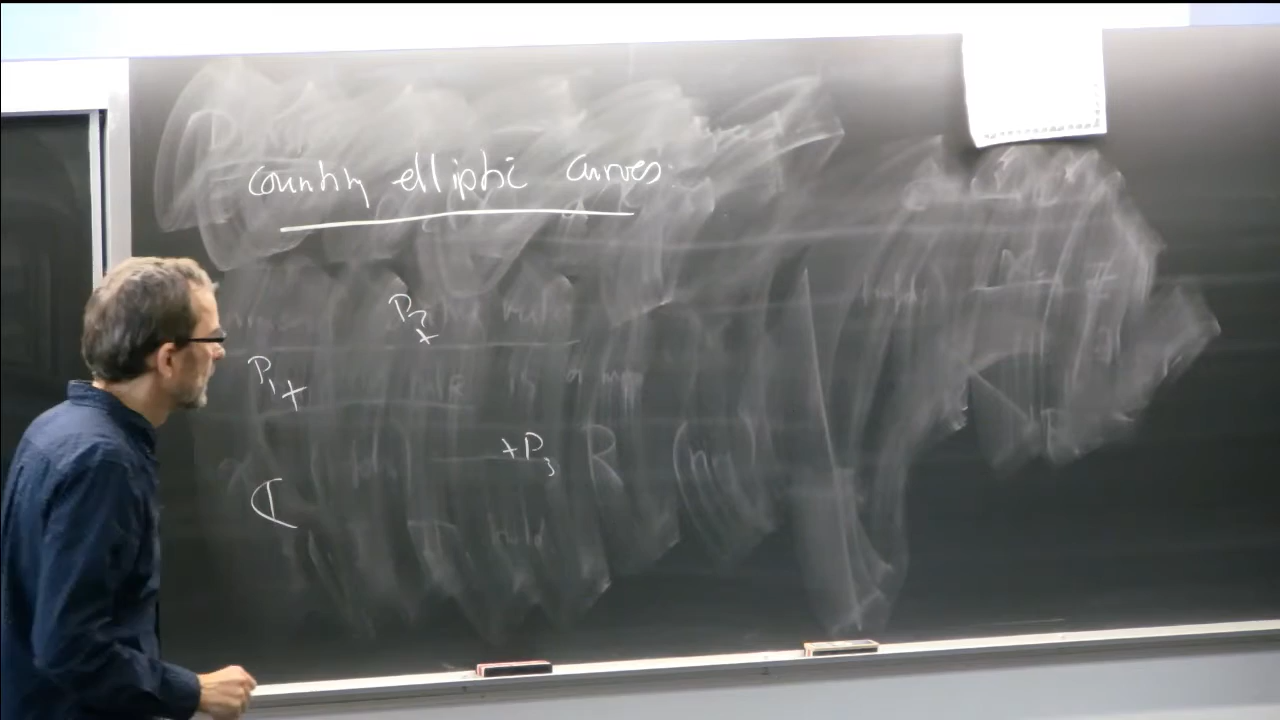 counting elliptic curves:
P₂
+
P₁ +
+ P₃
ℂ